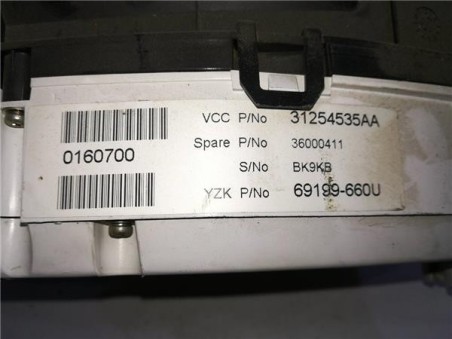 VCC P/No 31254535AA
Spare P/No 36000411
0160700
S/No BK9KB
YZK P/No 69199-660U